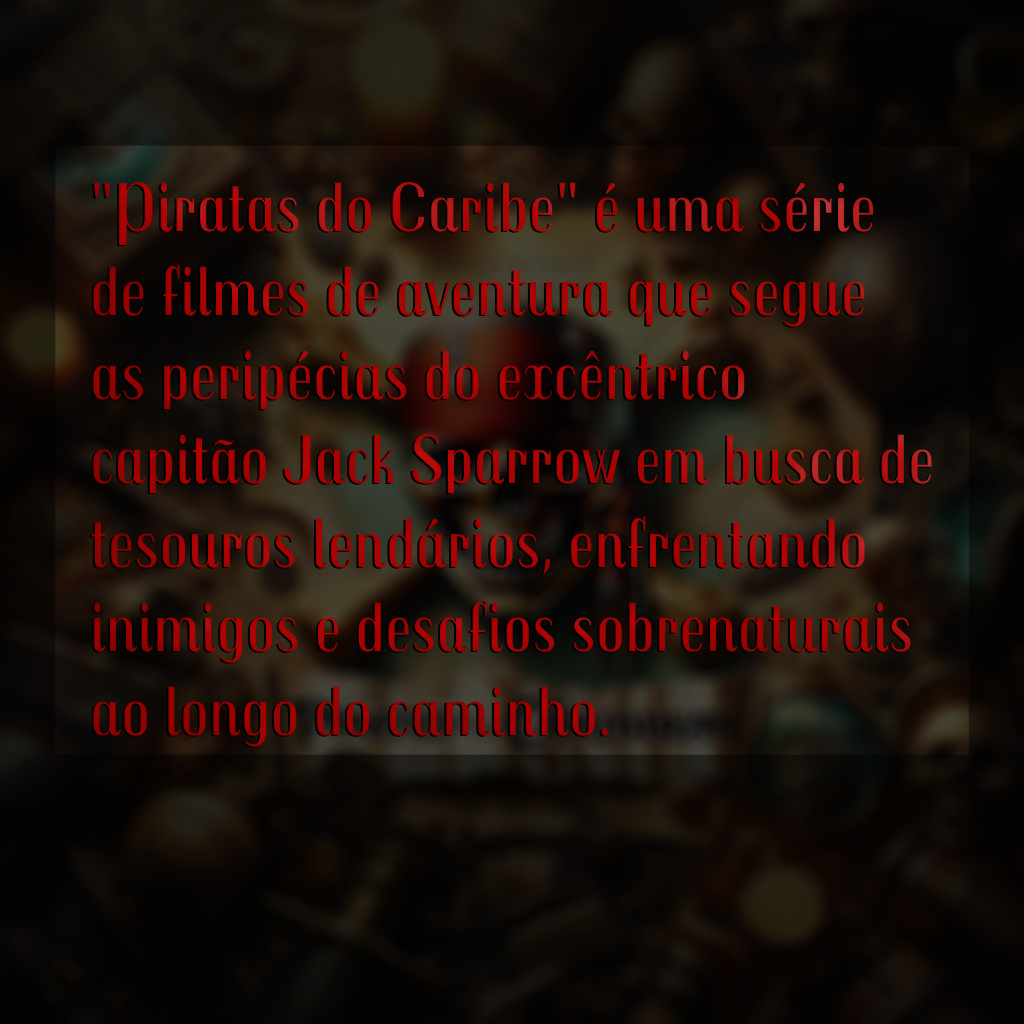 "Piratas do Caribe" é uma série
de filmes de aventura que segue
as peripécias do excêntrico
capitão Jack Sparrow em busca de
tesouros lendários, enfrentando
inimigos e desafios sobrenaturais
ao longo do caminho.